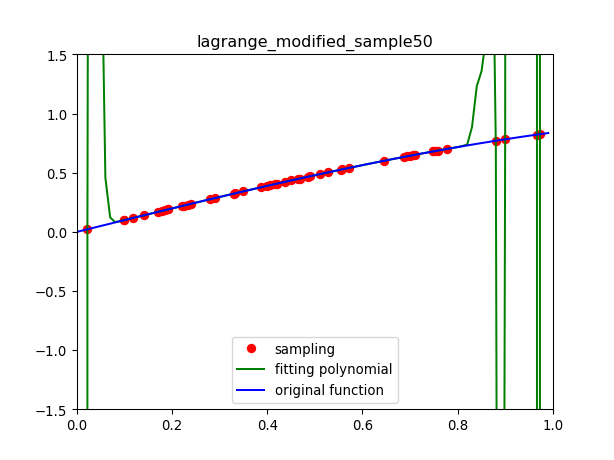 lagrange_modified_sample50
1.5
1.0
0.5
0.0
−0.5
−1.0
−1.5
sampling
fitting polynomial
original function
0.0 0.2 0.4 0.6 0.8 1.0